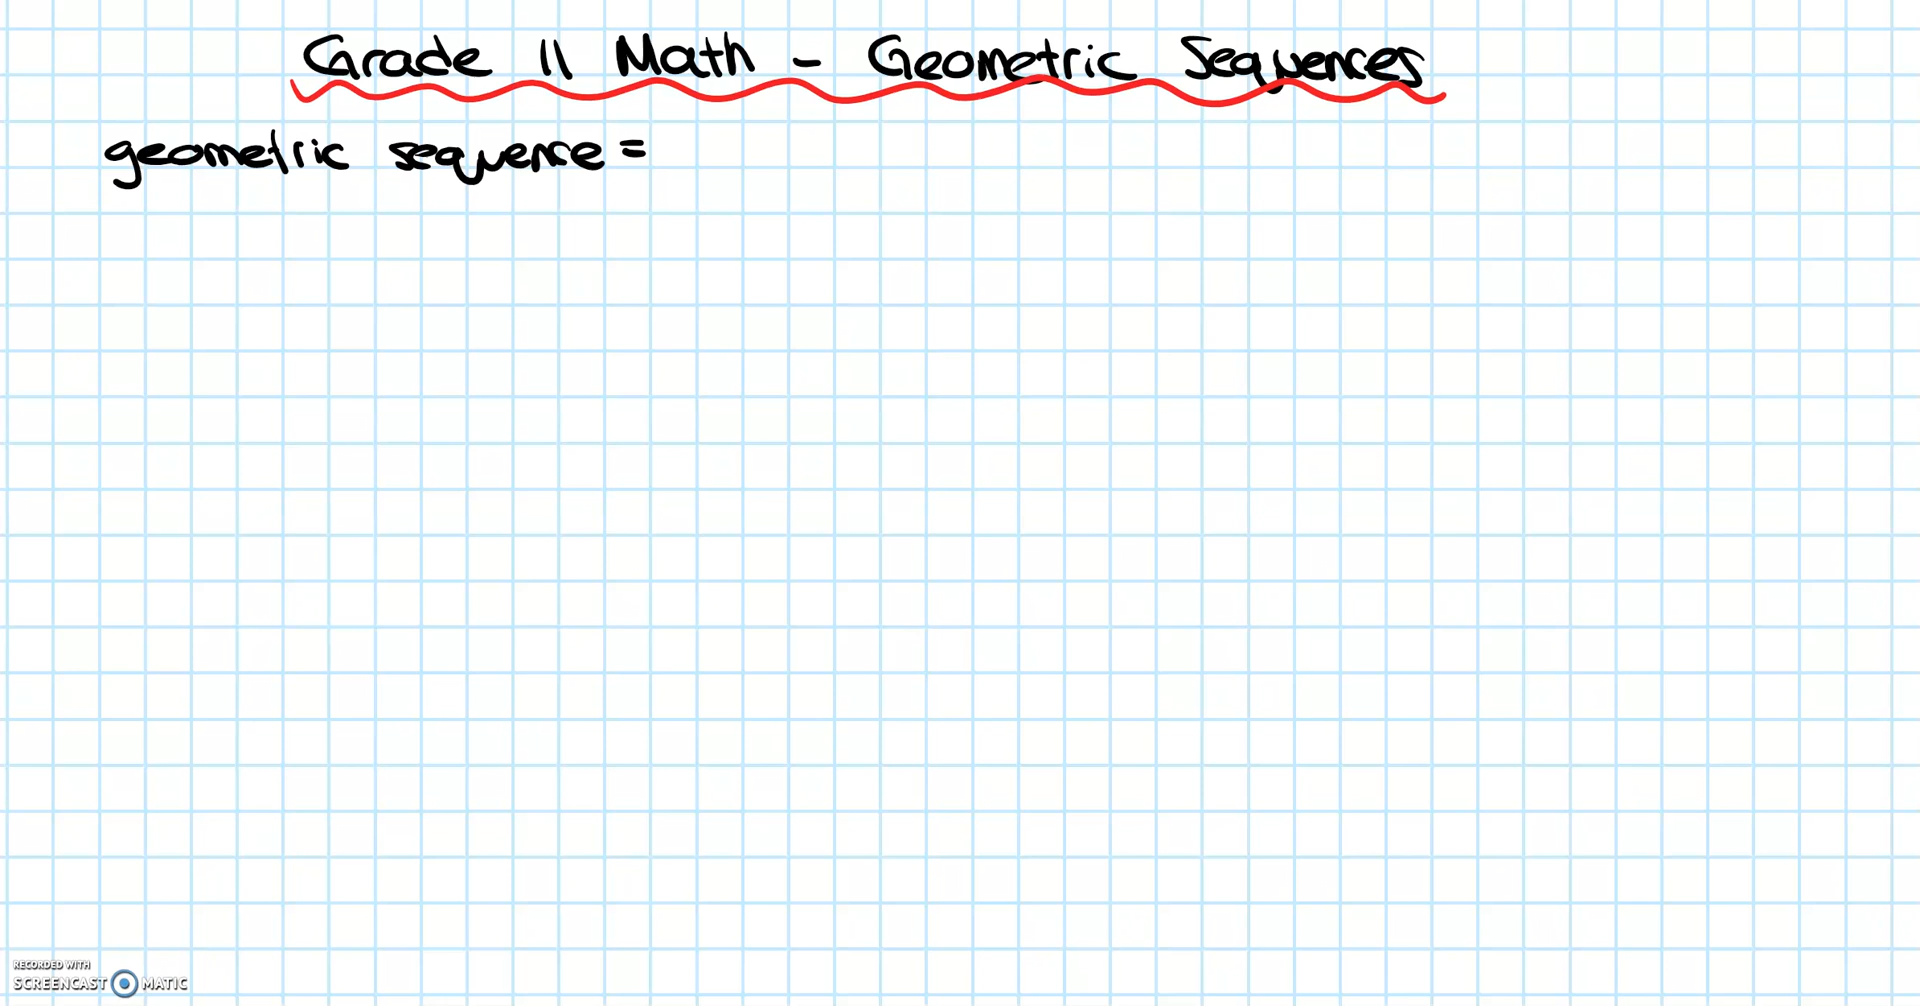 Grade 11 Math - Geometric Sequences
geometric sequence =
RECORDED WITH
SCREENCAST MATIC